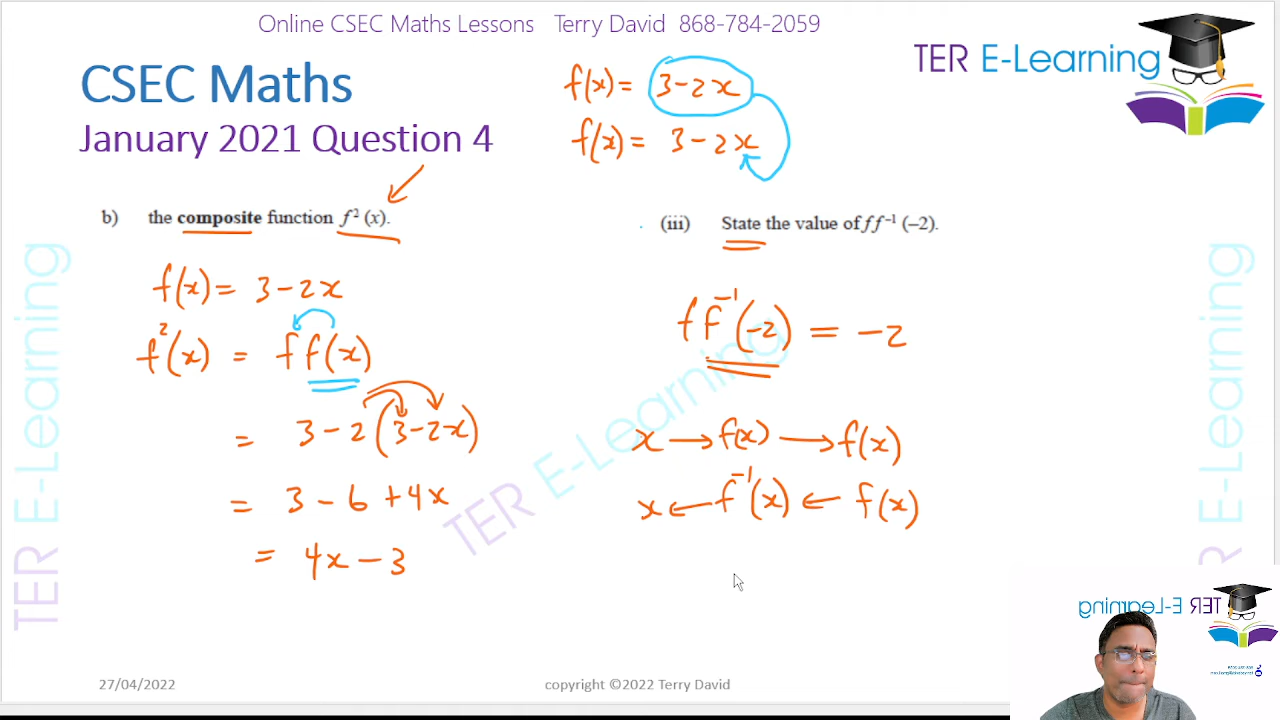 Online CSEC Maths Lessons Terry David 868-784-2059
TER E-Learning
CSEC Maths
January 2021 Question 4
f(x) = 3-2x
f(x) = 3-2x
b) the composite function f² (x).
f(x) = 3-2x
f²(x) = f f(x)
= 3-2(3-2x)
= 3-6+4x
= 4x-3
(iii) State the value of f f⁻¹ (–2).
f f⁻¹(-2) = -2
x → f(x) → f(x)
x ← f⁻¹(x) ← f(x)
TER E-Learning
TER E-Learning
TER E-Learning
TER E-Learning
27/04/2022
copyright ©2022 Terry David